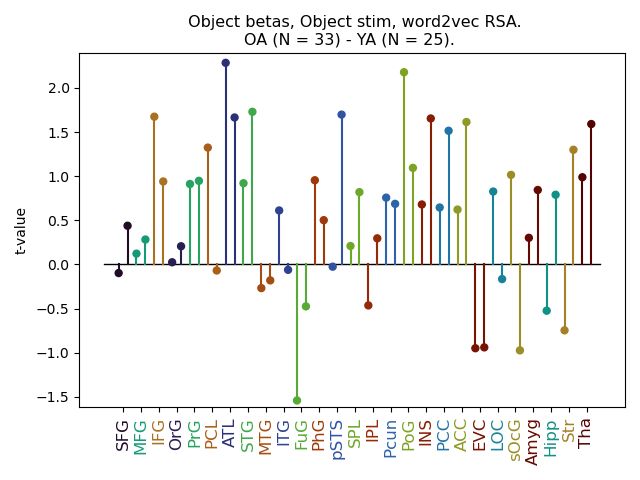 Object betas, Object stim, word2vec RSA.
OA (N = 33) - YA (N = 25).
t-value
2.0
1.5
1.0
0.5
0.0
−0.5
−1.0
−1.5
SFG
MFG
IFG
OrG
PrG
PCL
ATL
STG
MTG
ITG
FuG
PhG
pSTS
SPL
IPL
Pcun
PoG
INS
PCC
ACC
EVC
LOC
sOcG
Amyg
Hipp
Str
Tha